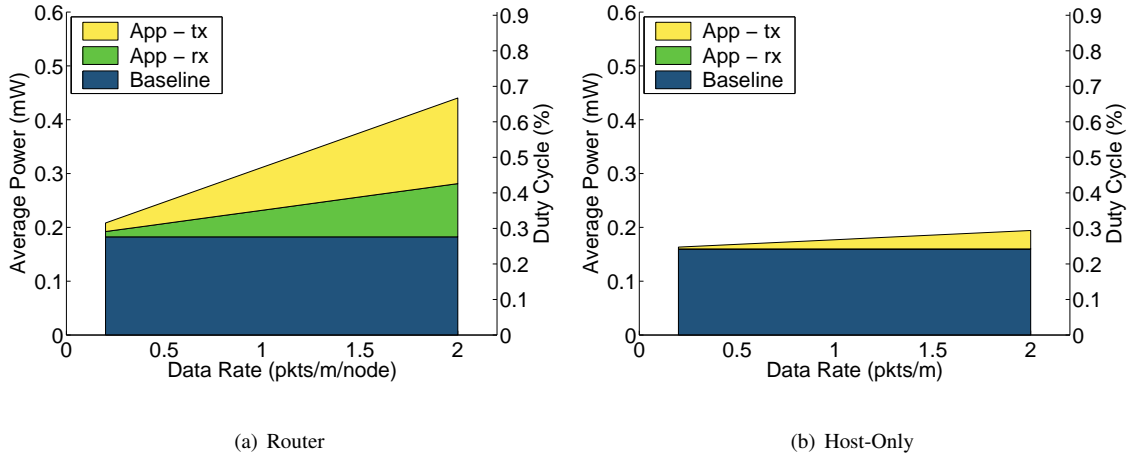 App − tx
App − rx
Baseline
0.6
0.5
0.4
0.3
0.2
0.1
0
Average Power (mW)
0.9
0.8
0.7
0.6
0.5
0.4
0.3
0.2
0.1
0
Duty Cycle (%)
0 0.5 1 1.5 2
Data Rate (pkts/m/node)
(a) Router
App − tx
App − rx
Baseline
0.6
0.5
0.4
0.3
0.2
0.1
0
Average Power (mW)
0.9
0.8
0.7
0.6
0.5
0.4
0.3
0.2
0.1
0
Duty Cycle (%)
0 0.5 1 1.5 2
Data Rate (pkts/m)
(b) Host-Only